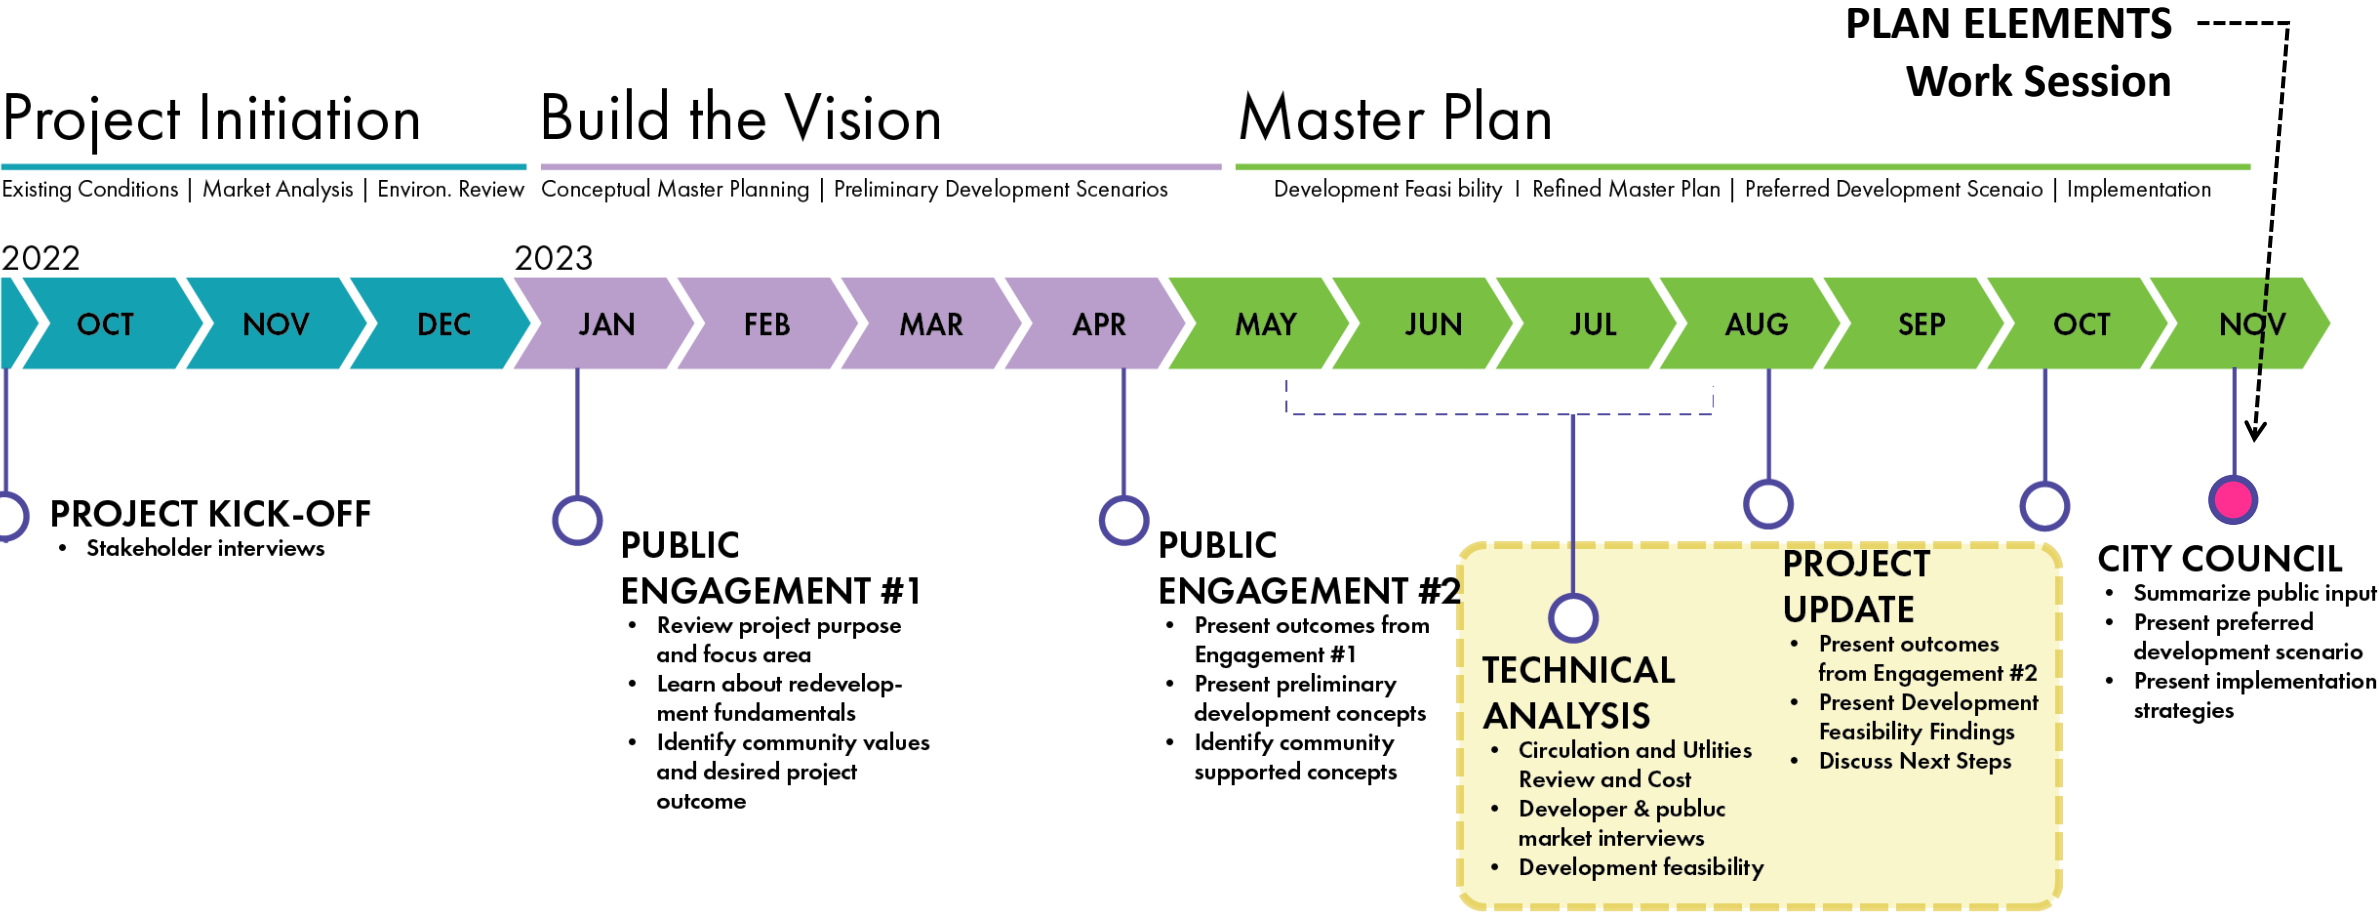 PLAN ELEMENTS
Work Session
Project Initiation
Build the Vision
Master Plan
Existing Conditions | Market Analysis | Environ. Review
Conceptual Master Planning | Preliminary Development Scenarios
Development Feasi bility I Refined Master Plan | Preferred Development Scenaio | Implementation
2022
2023
OCT
NOV
DEC
JAN
FEB
MAR
APR
MAY
JUN
JUL
AUG
SEP
OCT
NOV
PROJECT KICK-OFF
• Stakeholder interviews
PUBLIC
ENGAGEMENT #1
• Review project purpose
and focus area
• Learn about redevelop-
ment fundamentals
• Identify community values
and desired project
outcome
PUBLIC
ENGAGEMENT #2
• Present outcomes from
Engagement #1
• Present preliminary
development concepts
• Identify community
supported concepts
TECHNICAL
ANALYSIS
• Circulation and Utlities
Review and Cost
• Developer & publuc
market interviews
• Development feasibility
PROJECT
UPDATE
• Present outcomes
from Engagement #2
• Present Development
Feasibility Findings
• Discuss Next Steps
CITY COUNCIL
• Summarize public input
• Present preferred
development scenario
• Present implementation
strategies